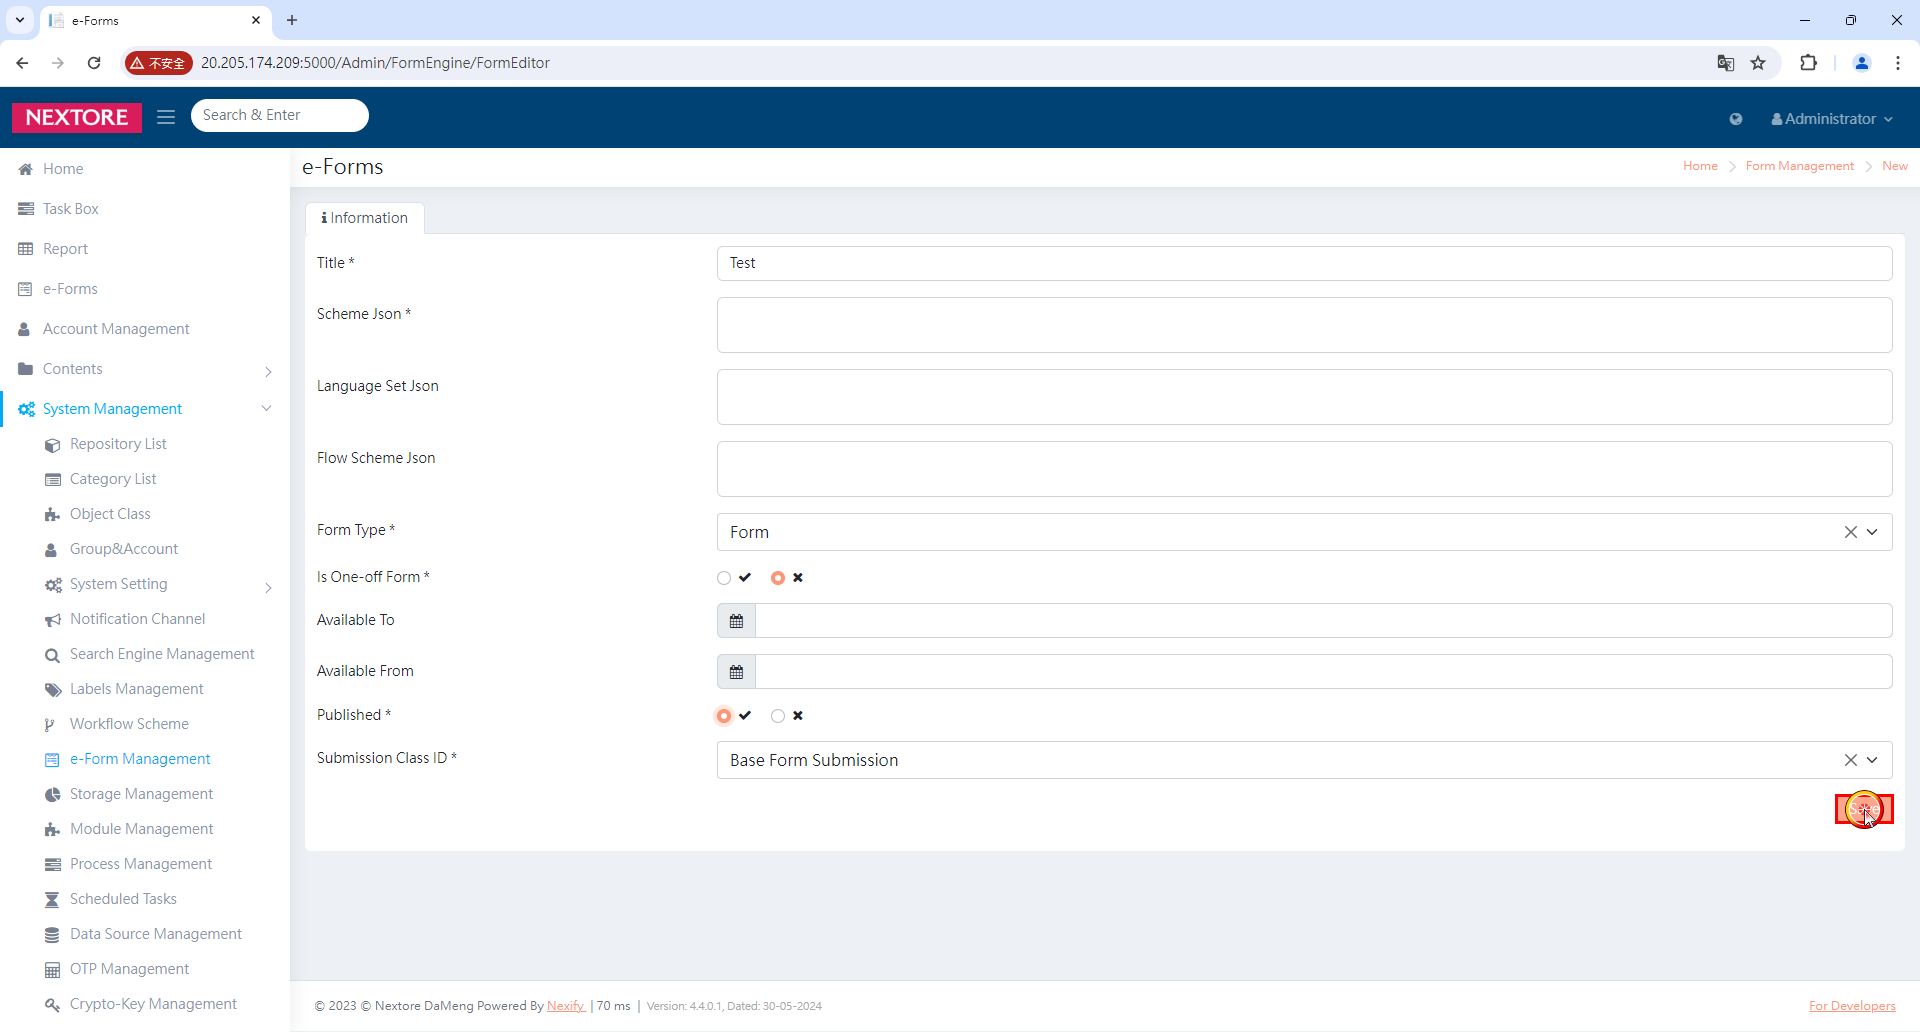 e-Forms
不安全
20.205.174.209:5000/Admin/FormEngine/FormEditor
NEXTORE
Search & Enter
Administrator
Home
Task Box
Report
e-Forms
Account Management
Contents
System Management
Repository List
Category List
Object Class
Group&Account
System Setting
Notification Channel
Search Engine Management
Labels Management
Workflow Scheme
e-Form Management
Storage Management
Module Management
Process Management
Scheduled Tasks
Data Source Management
OTP Management
Crypto-Key Management
e-Forms
Home > Form Management > New
Information
Title * Test
Scheme Json *
Language Set Json
Flow Scheme Json
Form Type * Form
Is One-off Form *
Available To
Available From
Published *
Submission Class ID * Base Form Submission
© 2023 © Nextore DaMeng Powered By Nexify | 70 ms | Version: 4.4.0.1, Dated: 30-05-2024
For Developers